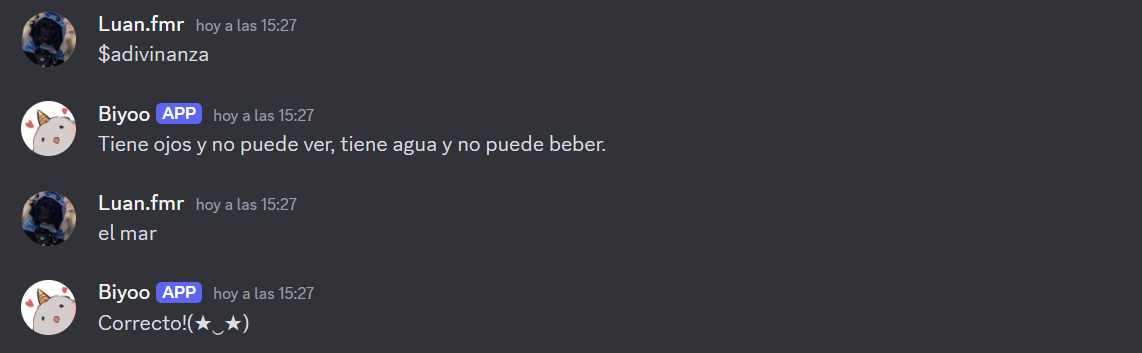 Luan.fmr hoy a las 15:27
$adivinanza
Biyoo APP hoy a las 15:27
Tiene ojos y no puede ver, tiene agua y no puede beber.
Luan.fmr hoy a las 15:27
el mar
Biyoo APP hoy a las 15:27
Correcto!(★‿★)